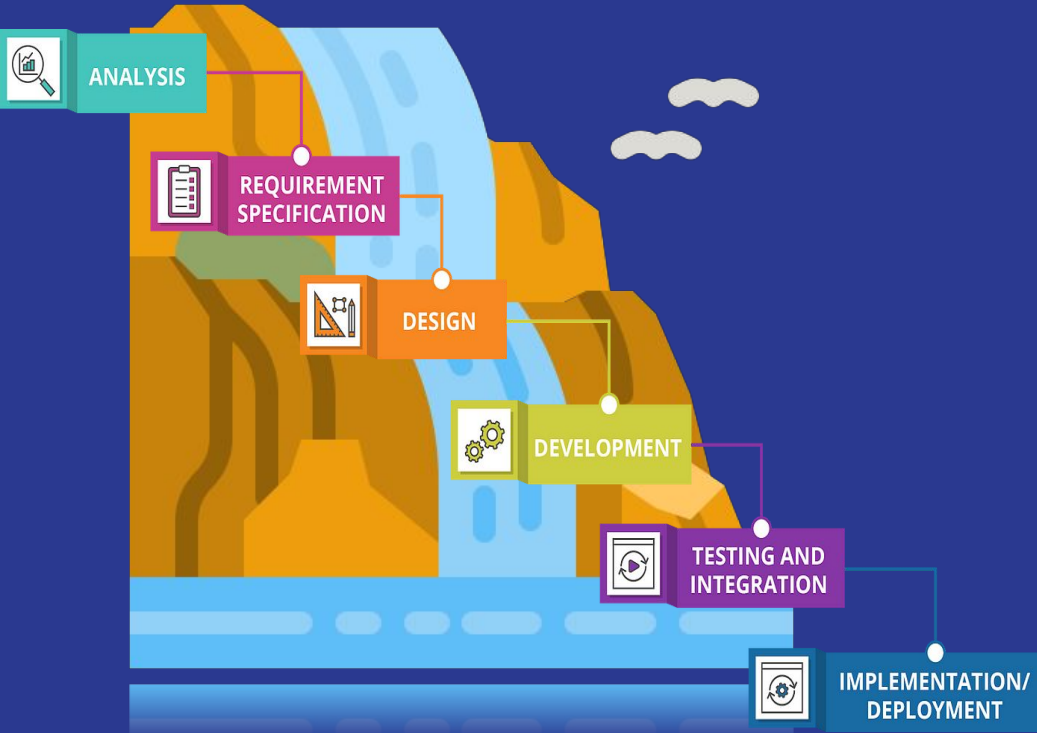 ANALYSIS
REQUIREMENT
SPECIFICATION
DESIGN
DEVELOPMENT
TESTING AND
INTEGRATION
IMPLEMENTATION/
DEPLOYMENT